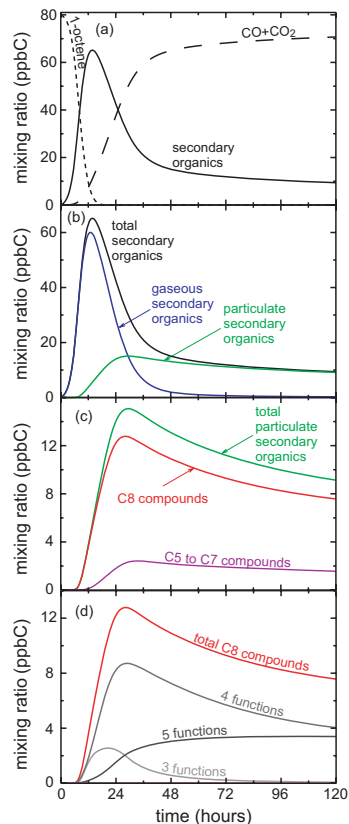 80
60
40
20
0
mixing ratio (ppbC)
(a)
1-octene
CO+CO2
secondary
organics
60
40
20
0
mixing ratio (ppbC)
(b)
total
secondary
organics
gaseous
secondary
organics
particulate
secondary
organics
16
12
8
4
0
mixing ratio (ppbC)
(c)
total
particulate
secondary
organics
C8 compounds
C5 to C7 compounds
12
8
4
0
mixing ratio (ppbC)
(d)
total C8 compounds
4 functions
5 functions
3 functions
0 24 48 72 96 120
time (hours)